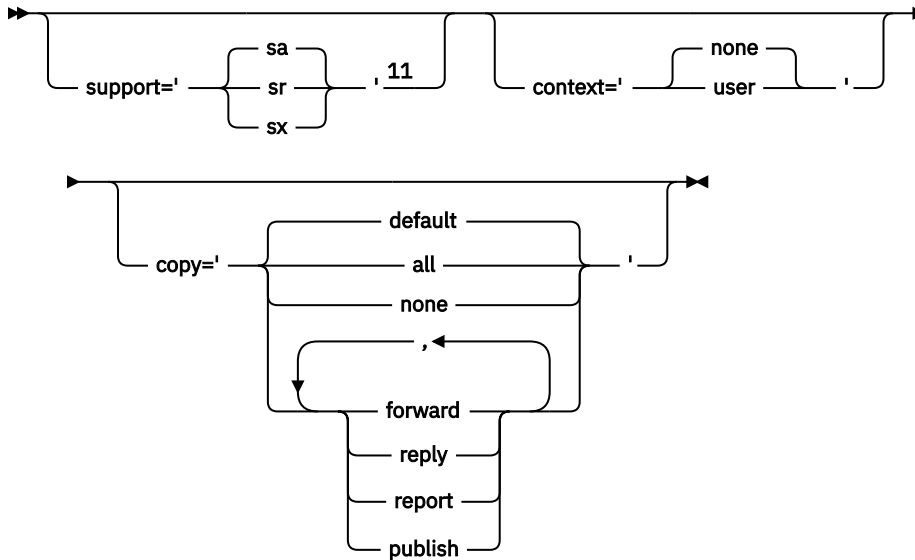 sa none
support=' sr ' 11 context=' user '
sx
default
copy=' all '
none
,
forward
reply
report
publish